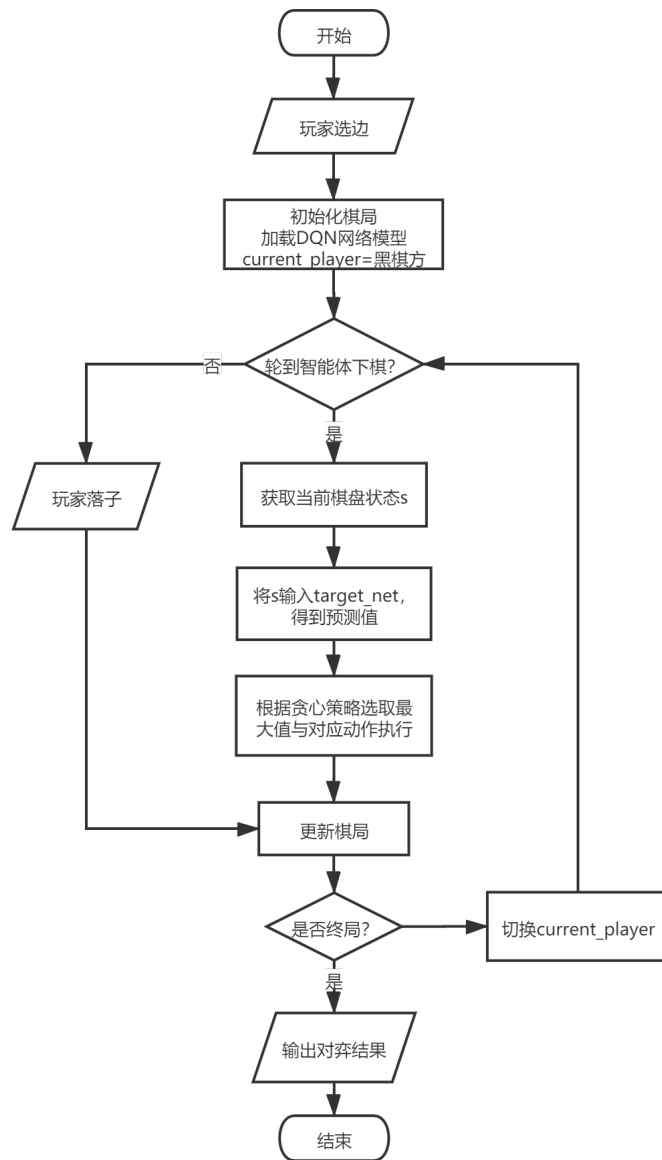 开始
玩家选边
初始化棋局
加载DQN网络模型
current_player=黑棋方
轮到智能体下棋？
否
是
玩家落子
获取当前棋盘状态s
将s输入target_net，
得到预测值
根据贪心策略选取最
大值与对应动作执行
更新棋局
是否终局？
切换current_player
是
输出对弈结果
结束